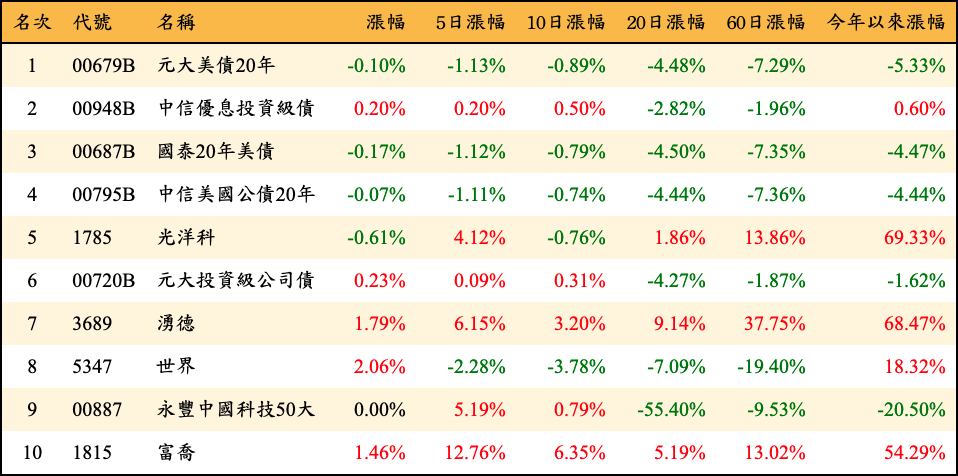 名次 代號 名稱 漲幅 5日漲幅 10日漲幅 20日漲幅 60日漲幅 今年以來漲幅
1 00679B 元大美債20年 -0.10% -1.13% -0.89% -4.48% -7.29% -5.33%
2 00948B 中信優息投資級債 0.20% 0.20% 0.50% -2.82% -1.96% 0.60%
3 00687B 國泰20年美債 -0.17% -1.12% -0.79% -4.50% -7.35% -4.47%
4 00795B 中信美國公債20年 -0.07% -1.11% -0.74% -4.44% -7.36% -4.44%
5 1785 光洋科 -0.61% 4.12% -0.76% 1.86% 13.86% 69.33%
6 00720B 元大投資級公司債 0.23% 0.09% 0.31% -4.27% -1.87% -1.62%
7 3689 湧德 1.79% 6.15% 3.20% 9.14% 37.75% 68.47%
8 5347 世界 2.06% -2.28% -3.78% -7.09% -19.40% 18.32%
9 00887 永豐中國科技50大 0.00% 5.19% 0.79% -55.40% -9.53% -20.50%
10 1815 富喬 1.46% 12.76% 6.35% 5.19% 13.02% 54.29%